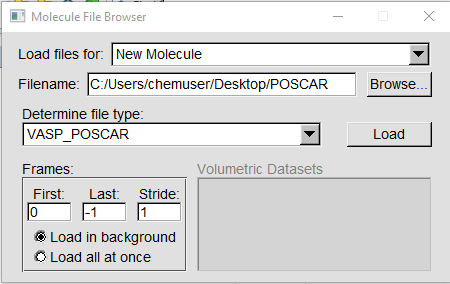 Molecule File Browser
Load files for: New Molecule
Filename: C:/Users/chemuser/Desktop/POSCAR Browse...
Determine file type:
VASP_POSCAR Load
Frames: Volumetric Datasets
First: Last: Stride:
0 -1 1
Load in background
Load all at once